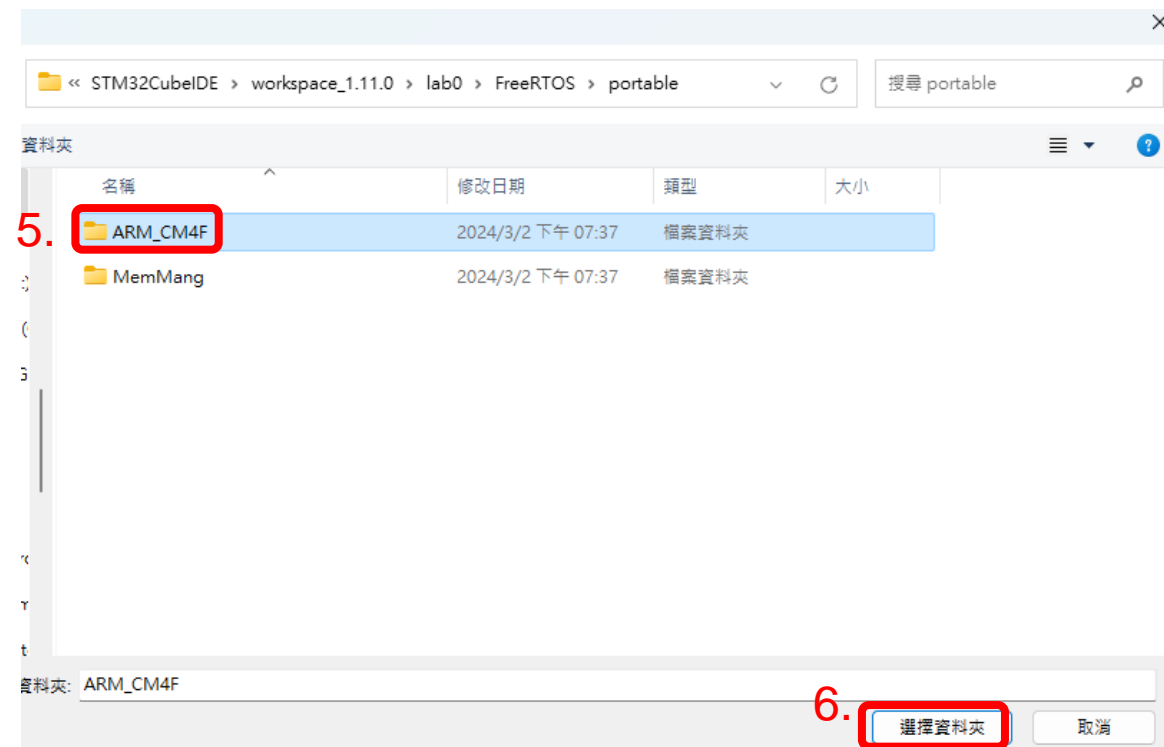 « STM32CubeIDE > workspace_1.11.0 > lab0 > FreeRTOS > portable 搜尋 portable
資料夾
名稱 修改日期 類型 大小
5. ARM_CM4F 2024/3/2 下午 07:37 檔案資料夾
MemMang 2024/3/2 下午 07:37 檔案資料夾
資料夾: ARM_CM4F
6. 選擇資料夾 取消